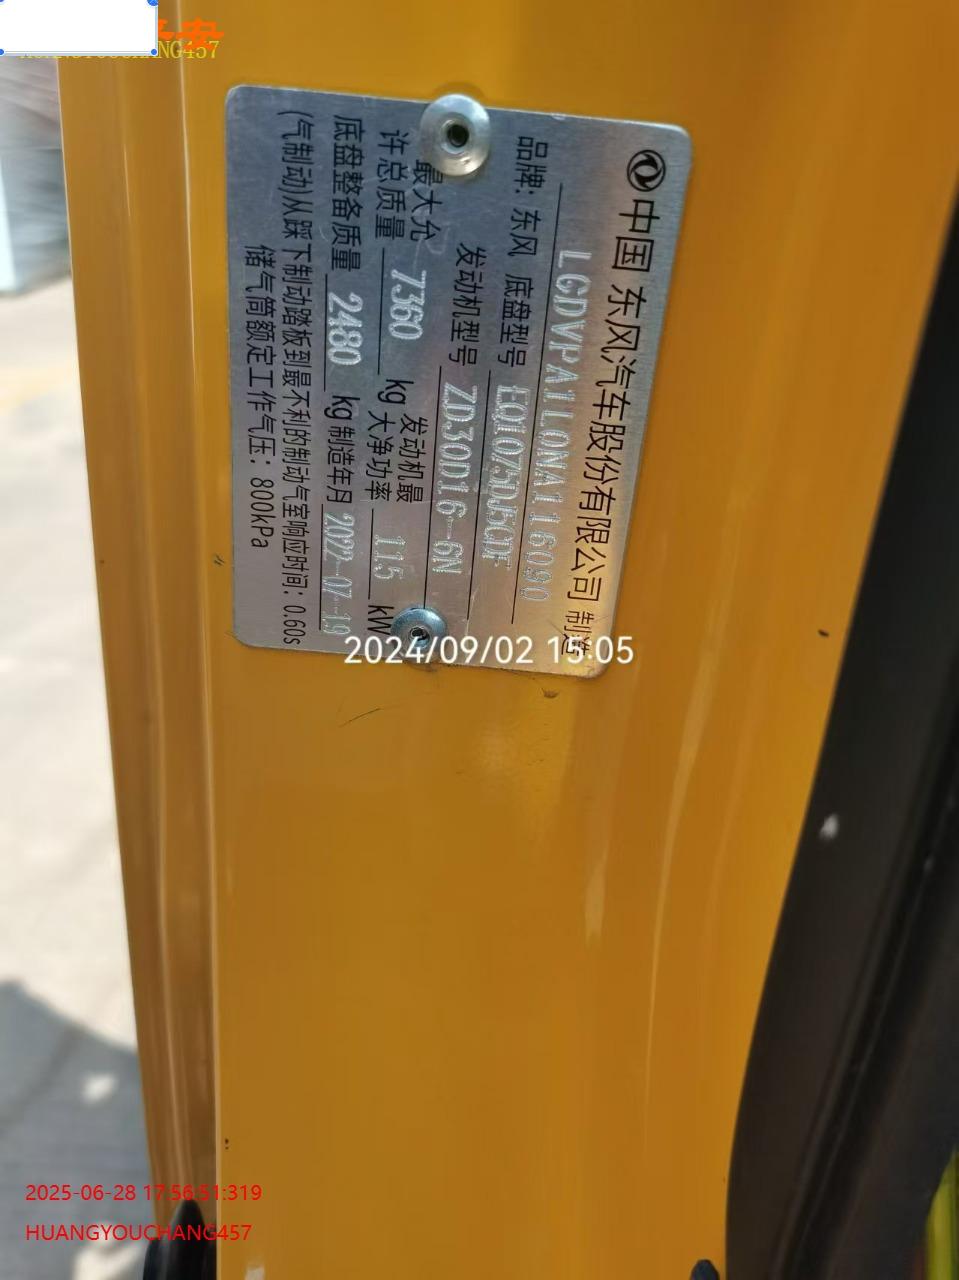 HUANGYOUCHANG457
中国 东风汽车股份有限公司 制造
LGDVPA1L0NA116090
品牌: 东风 底盘型号 EQ1075DJ5CDF
发动机型号 ZD30D16-6N
最大允许总质量 7360 kg 发动机最大净功率 115 kW
底盘整备质量 2480 kg 制造年月 2022-07-19
(气制动)从踩下制动踏板到最不利的制动气室响应时间: 0.60s
储气筒额定工作气压: 800kPa
2024/09/02 15:05
2025-06-28 17:56:51:319
HUANGYOUCHANG457